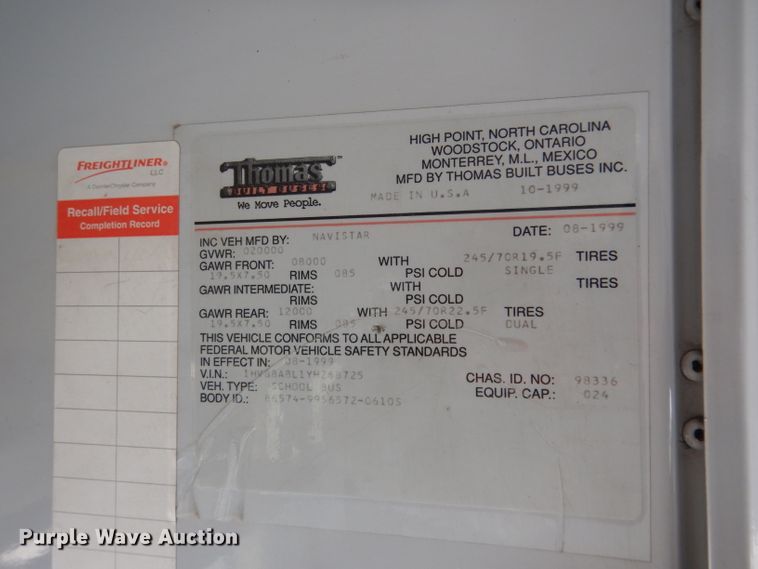 FREIGHTLINER
LLC
A DaimlerChrysler Company
Recall/Field Service
Completion Record
Thomas
BUILT BUSES
We Move People.
HIGH POINT, NORTH CAROLINA
WOODSTOCK, ONTARIO
MONTERREY, M.L., MEXICO
MFD BY THOMAS BUILT BUSES INC.
MADE IN U.S.A 10-1999
INC VEH MFD BY: NAVISTAR DATE: 08-1999
GVWR: 020000
GAWR FRONT: 08000 WITH 245/70R19.5F TIRES
19.5X7.50 RIMS 085 PSI COLD SINGLE
GAWR INTERMEDIATE: WITH TIRES
RIMS PSI COLD
GAWR REAR: 12000 WITH 245/70R22.5F TIRES
19.5X7.50 RIMS 085 PSI COLD DUAL
THIS VEHICLE CONFORMS TO ALL APPLICABLE
FEDERAL MOTOR VEHICLE SAFETY STANDARDS
IN EFFECT IN: 08-1999
V.I.N.:
VEH. TYPE: SCHOOL BUS
BODY ID.:
CHAS. ID. NO: 98336
EQUIP. CAP.: 024
Purple Wave Auction